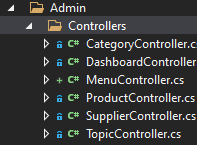 Admin
Controllers
C# CategoryController.cs
C# DashboardController
C# MenuController.cs
C# ProductController.cs
C# SupplierController.cs
C# TopicController.cs